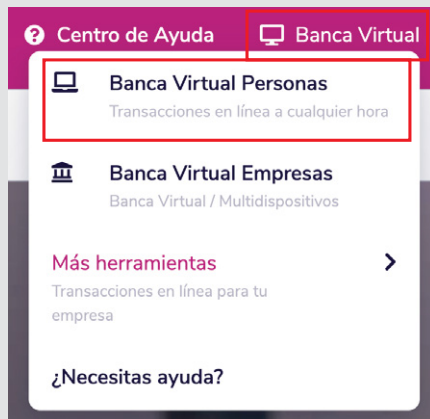 Centro de Ayuda Banca Virtual
Banca Virtual Personas
Transacciones en línea a cualquier hora
Banca Virtual Empresas
Banca Virtual / Multidispositivos
Más herramientas
Transacciones en línea para tu
empresa
¿Necesitas ayuda?